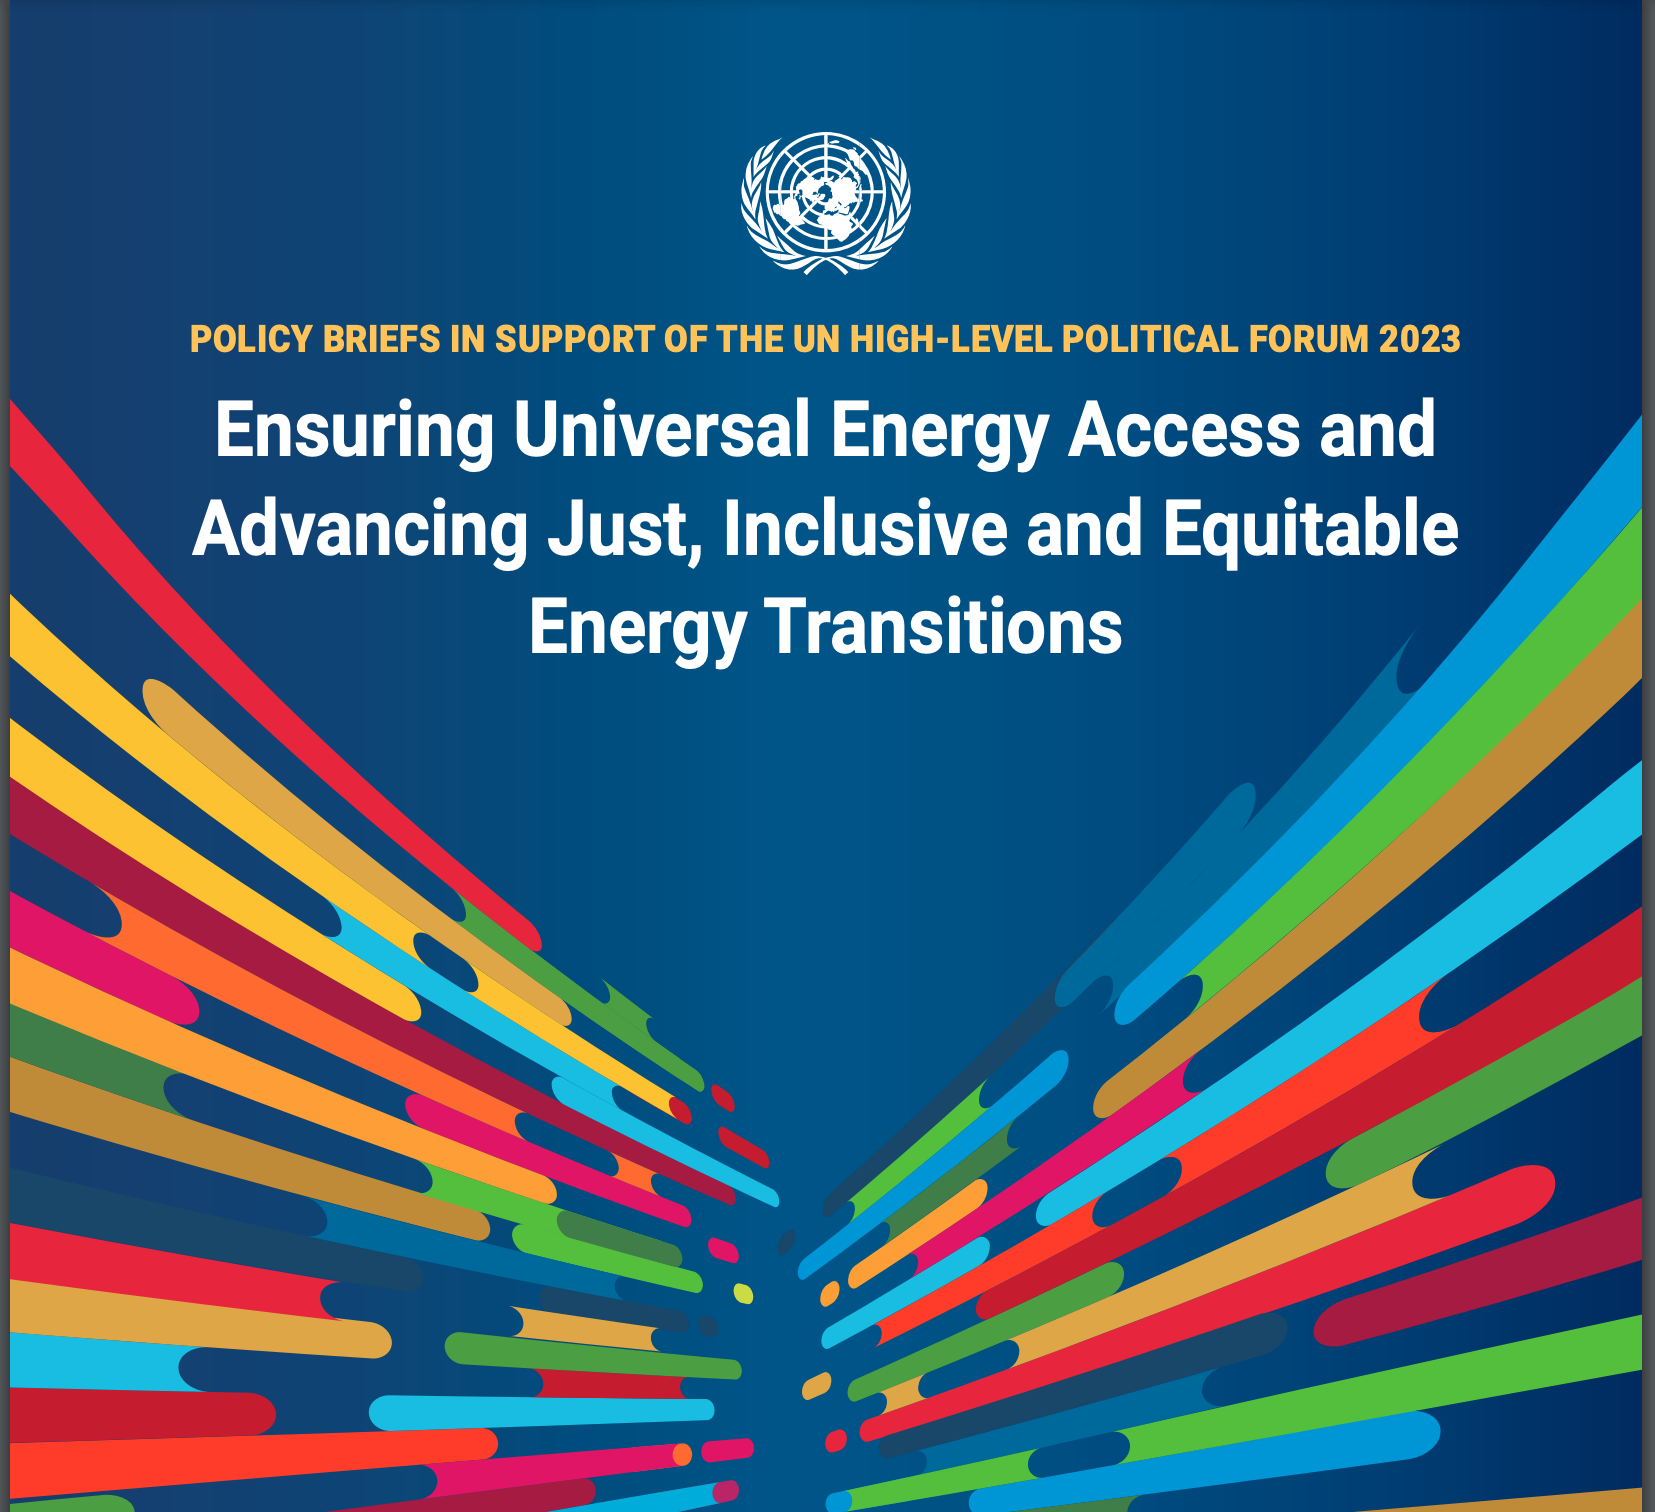 POLICY BRIEFS IN SUPPORT OF THE UN HIGH-LEVEL POLITICAL FORUM 2023
Ensuring Universal Energy Access and
Advancing Just, Inclusive and Equitable
Energy Transitions